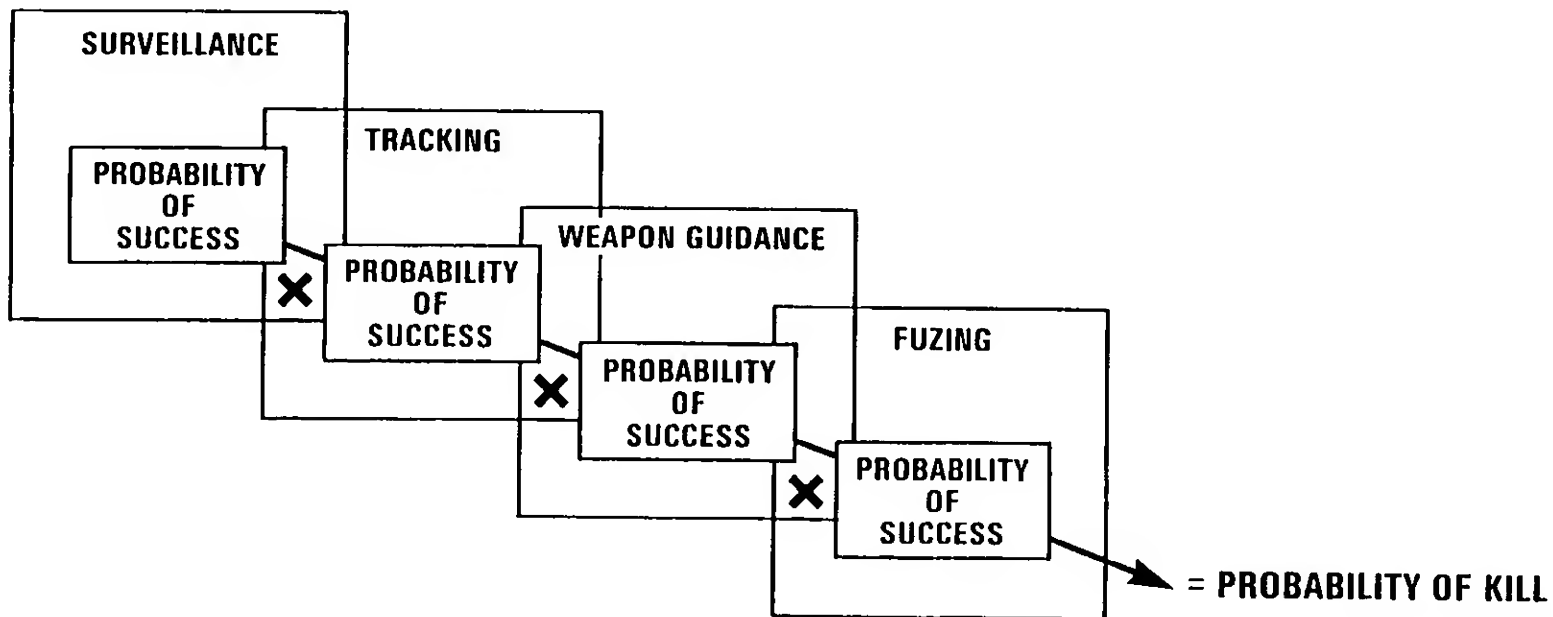 SURVEILLANCE
PROBABILITY
OF
SUCCESS
×
TRACKING
PROBABILITY
OF
SUCCESS
×
WEAPON GUIDANCE
PROBABILITY
OF
SUCCESS
×
FUZING
PROBABILITY
OF
SUCCESS
= PROBABILITY OF KILL